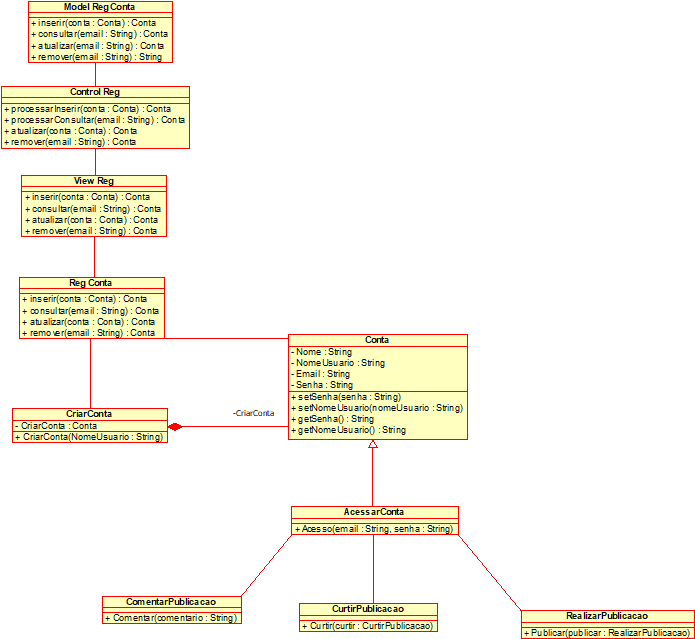 Model RegConta
+ inserir(conta : Conta) : Conta
+ consultar(email : String) : Conta
+ atualizar(email : String) : Conta
+ remover(email : String) : String
Control Reg
+ processarInserir(conta : Conta) : Conta
+ processarConsultar(email : String) : Conta
+ atualizar(conta : Conta) : Conta
+ remover(email : String) : Conta
View Reg
+ inserir(conta : Conta) : Conta
+ consultar(email : String) : Conta
+ atualizar(conta : Conta) : Conta
+ remover(email : String) : Conta
Reg Conta
+ inserir(conta : Conta) : Conta
+ consultar(email : String) : Conta
+ atualizar(conta : Conta) : Conta
+ remover(email : String) : Conta
Conta
- Nome : String
- NomeUsuario : String
- Email : String
- Senha : String
+ setSenha(senha : String)
+ setNomeUsuario(nomeUsuario : String)
+ getSenha() : String
+ getNomeUsuario() : String
CriarConta
- CriarConta : Conta
+ CriarConta(NomeUsuario : String)
-CriarConta
AcessarConta
+ Acesso(email : String, senha : String)
ComentarPublicacao
+ Comentar(comentario : String)
CurtirPublicacao
+ Curtir(curtir : CurtirPublicacao)
RealizarPublicacao
+ Publicar(publicar : RealizarPublicacao)